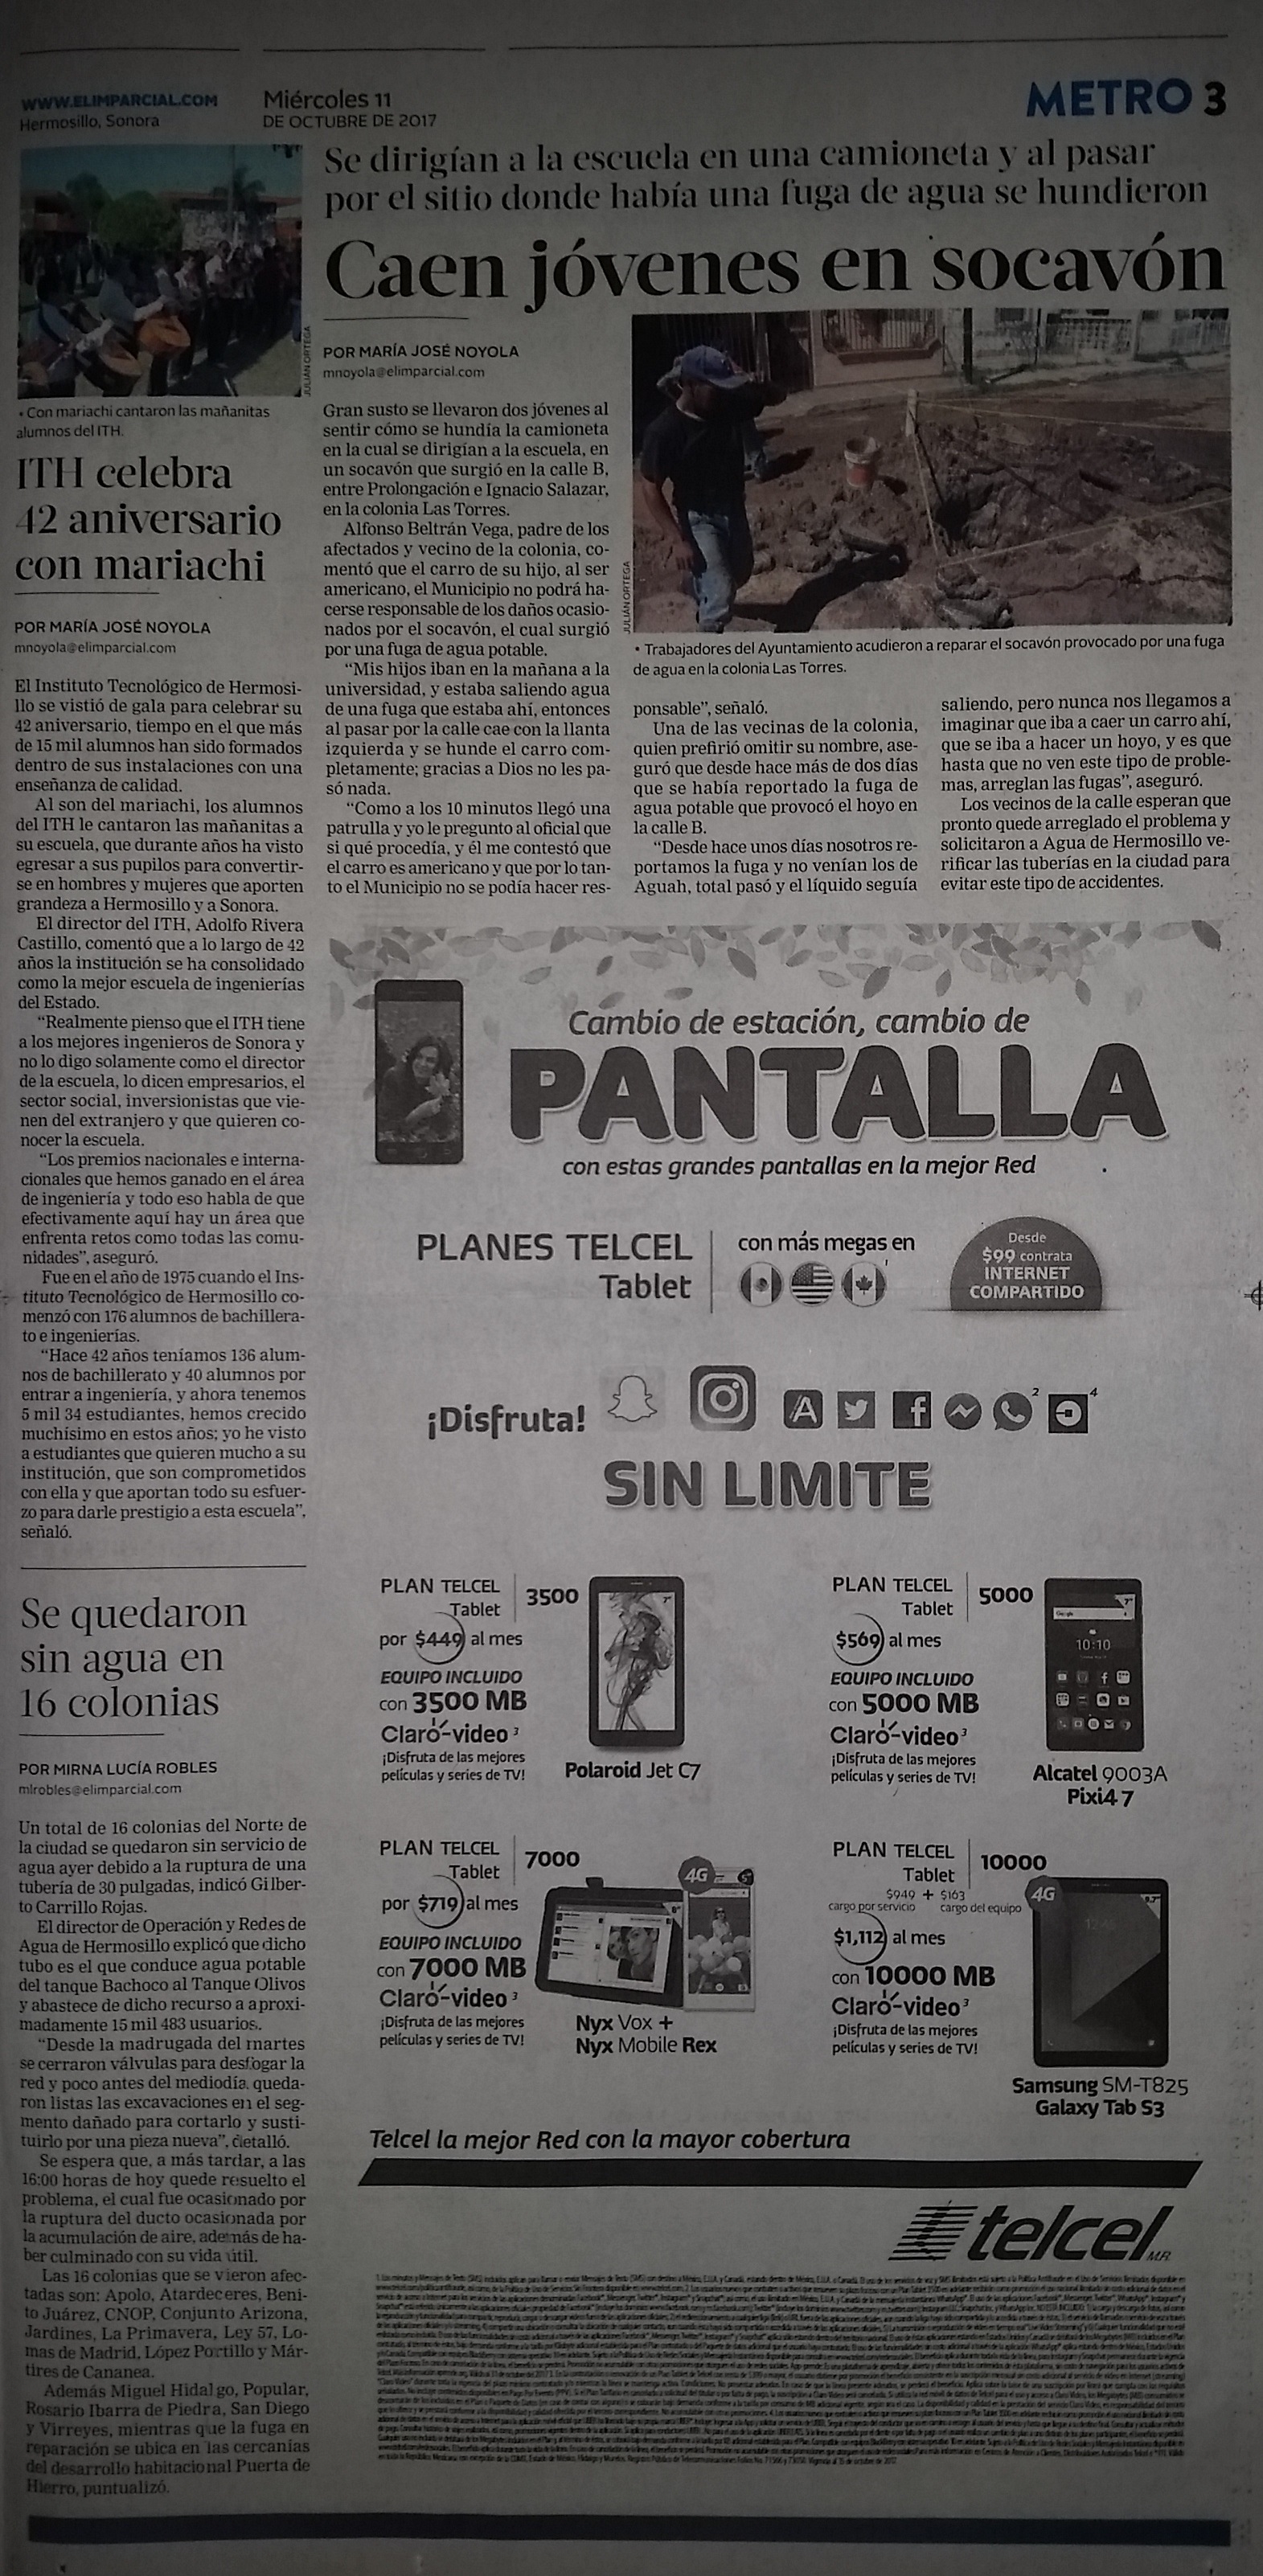 WWW.ELIMPARCIAL.COM
Hermosillo, Sonora
Miércoles 11
DE OCTUBRE DE 2017
METRO 3
JULIÁN ORTEGA
• Con mariachi cantaron las mañanitas
alumnos del ITH.
ITH celebra
42 aniversario
con mariachi
POR MARÍA JOSÉ NOYOLA
mnoyola@elimparcial.com
El Instituto Tecnológico de Hermosi-
llo se vistió de gala para celebrar su
42 aniversario, tiempo en el que más
de 15 mil alumnos han sido formados
dentro de sus instalaciones con una
enseñanza de calidad.
Al son del mariachi, los alumnos
del ITH le cantaron las mañanitas a
su escuela, que durante años ha visto
egresar a sus pupilos para convertir-
se en hombres y mujeres que aporten
grandeza a Hermosillo y a Sonora.
El director del ITH, Adolfo Rivera
Castillo, comentó que a lo largo de 42
años la institución se ha consolidado
como la mejor escuela de ingenierías
del Estado.
“Realmente pienso que el ITH tiene
a los mejores ingenieros de Sonora y
no lo digo solamente como el director
de la escuela, lo dicen empresarios, el
sector social, inversionistas que vie-
nen del extranjero y que quieren co-
nocer la escuela.
“Los premios nacionales e interna-
cionales que hemos ganado en el área
de ingeniería y todo eso habla de que
efectivamente aquí hay un área que
enfrenta retos como todas las comu-
nidades”, aseguró.
Fue en el año de 1975 cuando el Ins-
tituto Tecnológico de Hermosillo co-
menzó con 176 alumnos de bachillera-
to e ingenierías.
“Hace 42 años teníamos 136 alum-
nos de bachillerato y 40 alumnos por
entrar a ingeniería, y ahora tenemos
5 mil 34 estudiantes, hemos crecido
muchísimo en estos años; yo he visto
a estudiantes que quieren mucho a su
institución, que son comprometidos
con ella y que aportan todo su esfuer-
zo para darle prestigio a esta escuela”,
señaló.
Se quedaron
sin agua en
16 colonias
POR MIRNA LUCÍA ROBLES
mlrobles@elimparcial.com
Un total de 16 colonias del Norte de
la ciudad se quedaron sin servicio de
agua ayer debido a la ruptura de una
tubería de 30 pulgadas, indicó Gilber-
to Carrillo Rojas.
El director de Operación y Redes de
Agua de Hermosillo explicó que dicho
tubo es el que conduce agua potable
del tanque Bachoco al Tanque Olivos
y abastece de dicho recurso a aproxi-
madamente 15 mil 483 usuarios.
“Desde la madrugada del martes
se cerraron válvulas para desfogar la
red y poco antes del mediodía queda-
ron listas las excavaciones en el seg-
mento dañado para cortarlo y susti-
tuirlo por una pieza nueva”, detalló.
Se espera que, a más tardar, a las
16:00 horas de hoy quede resuelto el
problema, el cual fue ocasionado por
la ruptura del ducto ocasionada por
la acumulación de aire, además de ha-
ber culminado con su vida útil.
Las 16 colonias que se vieron afec-
tadas son: Apolo, Atardeceres, Beni-
to Juárez, CNOP, Conjunto Arizona,
Jardines, La Primavera, Ley 57, Lo-
mas de Madrid, López Portillo y Már-
tires de Cananea.
Además Miguel Hidalgo, Popular,
Rosario Ibarra de Piedra, San Diego
y Virreyes, mientras que la fuga en
reparación se ubica en las cercanías
del desarrollo habitacional Puerta de
Hierro, puntualizó.
Se dirigían a la escuela en una camioneta y al pasar
por el sitio donde había una fuga de agua se hundieron
Caen jóvenes en socavón
POR MARÍA JOSÉ NOYOLA
mnoyola@elimparcial.com
Gran susto se llevaron dos jóvenes al
sentir cómo se hundía la camioneta
en la cual se dirigían a la escuela, en
un socavón que surgió en la calle B,
entre Prolongación e Ignacio Salazar,
en la colonia Las Torres.
Alfonso Beltrán Vega, padre de los
afectados y vecino de la colonia, co-
mentó que el carro de su hijo, al ser
americano, el Municipio no podrá ha-
cerse responsable de los daños ocasio-
nados por el socavón, el cual surgió
por una fuga de agua potable.
“Mis hijos iban en la mañana a la
universidad, y estaba saliendo agua
de una fuga que estaba ahí, entonces
al pasar por la calle cae con la llanta
izquierda y se hunde el carro com-
pletamente; gracias a Dios no les pa-
só nada.
“Como a los 10 minutos llegó una
patrulla y yo le pregunto al oficial que
si qué procedía, y él me contestó que
el carro es americano y que por lo tan-
to el Municipio no se podía hacer res-
JULIÁN ORTEGA
• Trabajadores del Ayuntamiento acudieron a reparar el socavón provocado por una fuga
de agua en la colonia Las Torres.
ponsable”, señaló.
Una de las vecinas de la colonia,
quien prefirió omitir su nombre, ase-
guró que desde hace más de dos días
que se había reportado la fuga de
agua potable que provocó el hoyo en
la calle B.
“Desde hace unos días nosotros re-
portamos la fuga y no venían los de
Aguah, total pasó y el líquido seguía
saliendo, pero nunca nos llegamos a
imaginar que iba a caer un carro ahí,
que se iba a hacer un hoyo, y es que
hasta que no ven este tipo de proble-
mas, arreglan las fugas”, aseguró.
Los vecinos de la calle esperan que
pronto quede arreglado el problema y
solicitaron a Agua de Hermosillo ve-
rificar las tuberías en la ciudad para
evitar este tipo de accidentes.
Cambio de estación, cambio de
PANTALLA
con estas grandes pantallas en la mejor Red
PLANES TELCEL
Tablet
con más megas en
1
Desde
$99 contrata
INTERNET
COMPARTIDO
¡Disfruta!
2
4
SIN LIMITE
PLAN TELCEL
Tablet
3500
por $449 al mes
EQUIPO INCLUIDO
con 3500 MB
Claro-video 3
¡Disfruta de las mejores
películas y series de TV!
7"
Polaroid Jet C7
PLAN TELCEL
Tablet
5000
$569 al mes
EQUIPO INCLUIDO
con 5000 MB
Claro-video 3
¡Disfruta de las mejores
películas y series de TV!
7"
Google
10:10
Alcatel 9003A
Pixi4 7
PLAN TELCEL
Tablet
7000
por $719 al mes
EQUIPO INCLUIDO
con 7000 MB
Claro-video 3
¡Disfruta de las mejores
películas y series de TV!
4G
Nyx Vox +
Nyx Mobile Rex
PLAN TELCEL
Tablet
10000
$949 + $163
cargo por servicio cargo del equipo
$1,112 al mes
con 10000 MB
Claro-video 3
¡Disfruta de las mejores
películas y series de TV!
4G
9.7"
Samsung SM-T825
Galaxy Tab S3
Telcel la mejor Red con la mayor cobertura
telcel
M.R.